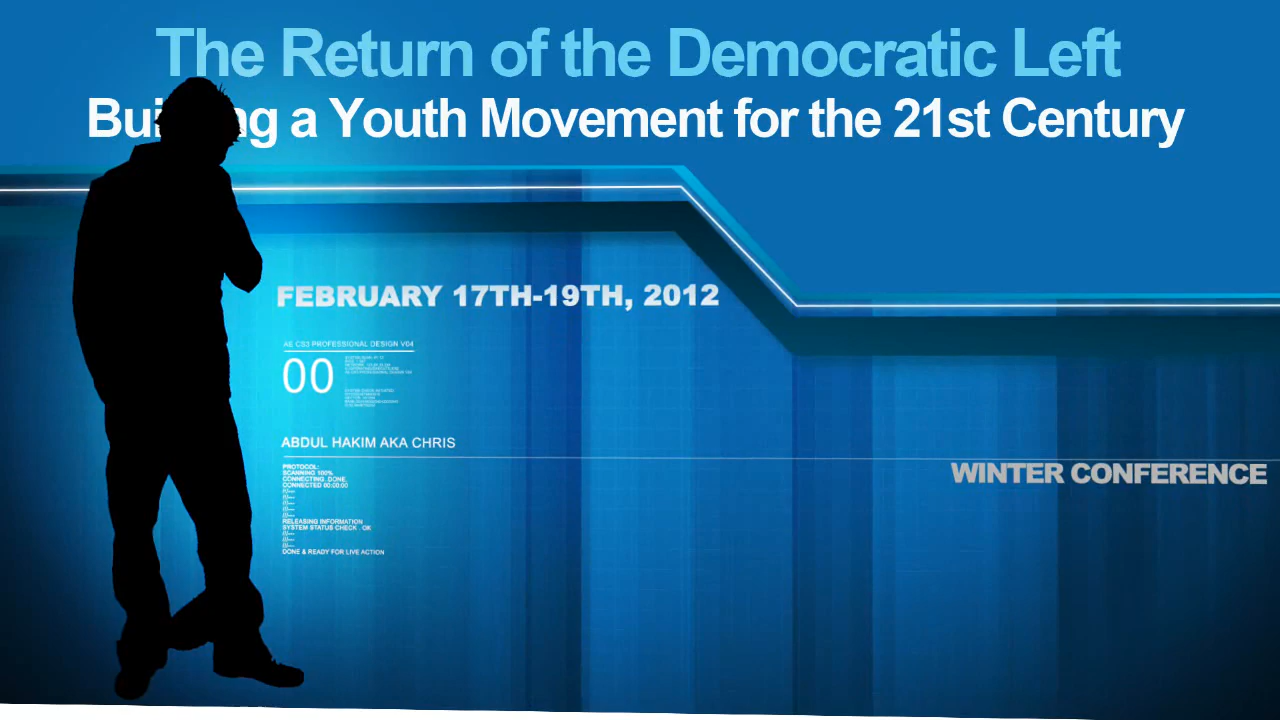 The Return of the Democratic Left
Building a Youth Movement for the 21st Century
FEBRUARY 17TH-19TH, 2012
AE CS3 PROFESSIONAL DESIGN V04
00
ABDUL HAKIM AKA CHRIS
WINTER CONFERENCE
PROTOCOL:
SCANNING 100%
CONNECTING..DONE.
CONNECTED 00:00:00
RELEASING INFORMATION
SYSTEM STATUS CHECK . OK
DONE & READY FOR LIVE ACTION